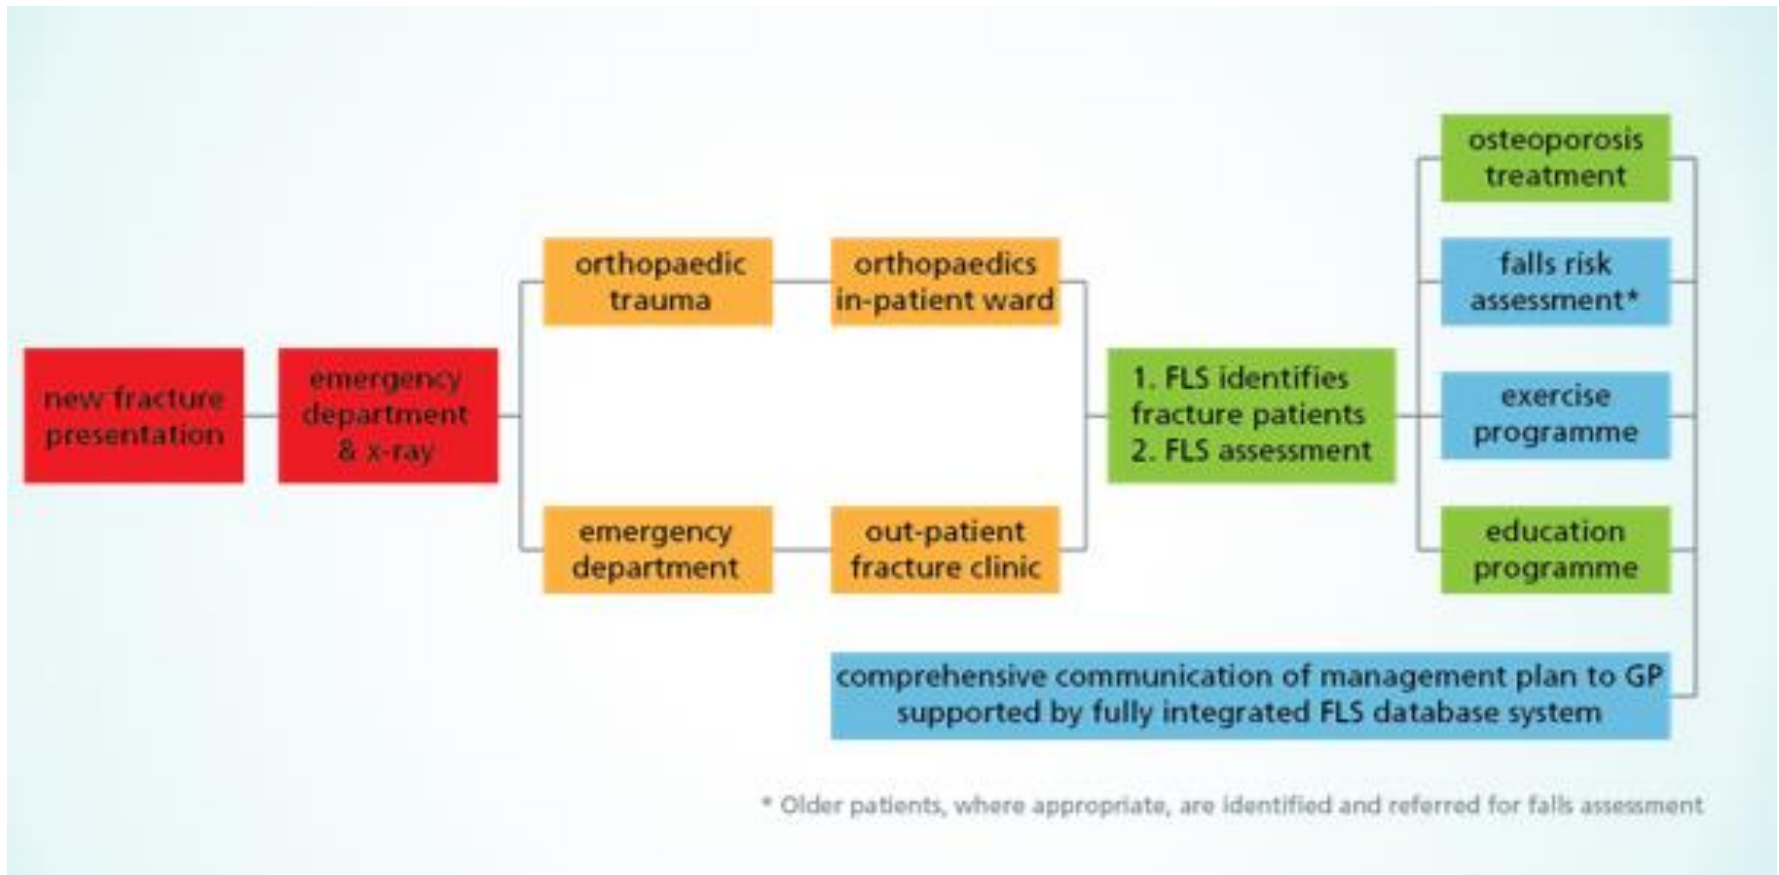 new fracture
presentation
emergency
department
& x-ray
orthopaedic
trauma
orthopaedics
in-patient ward
emergency
department
out-patient
fracture clinic
1. FLS identifies
fracture patients
2. FLS assessment
osteoporosis
treatment
falls risk
assessment*
exercise
programme
education
programme
comprehensive communication of management plan to GP
supported by fully integrated FLS database system
* Older patients, where appropriate, are identified and referred for falls assessment